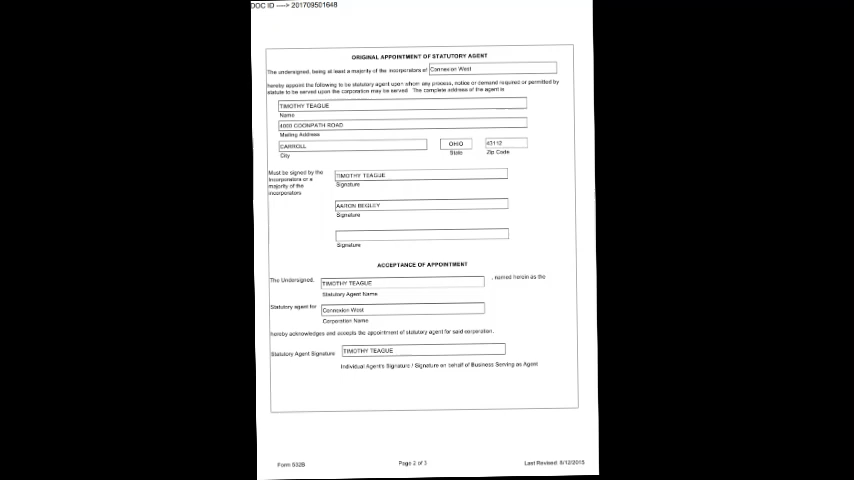 DOC ID ----> 201709501648
ORIGINAL APPOINTMENT OF STATUTORY AGENT
The undersigned, being at least a majority of the incorporators of Connexion West
hereby appoint the following to be statutory agent upon whom any process, notice or demand required or permitted by
statute to be served upon the corporation may be served. The complete address of the agent is
TIMOTHY TEAGUE
Name
4000 COONPATH ROAD
Mailing Address
CARROLL OHIO 43112
City State Zip Code
Must be signed by the
incorporators or a
majority of the
incorporators
TIMOTHY TEAGUE
Signature
AARON BEGLEY
Signature
Signature
ACCEPTANCE OF APPOINTMENT
The Undersigned, TIMOTHY TEAGUE , named herein as the
Statutory Agent Name
Statutory agent for Connexion West
Corporation Name
hereby acknowledges and accepts the appointment of statutory agent for said corporation.
Statutory Agent Signature TIMOTHY TEAGUE
Individual Agent's Signature / Signature on behalf of Business Serving as Agent
Form 532B Page 2 of 3 Last Revised: 8/12/2015